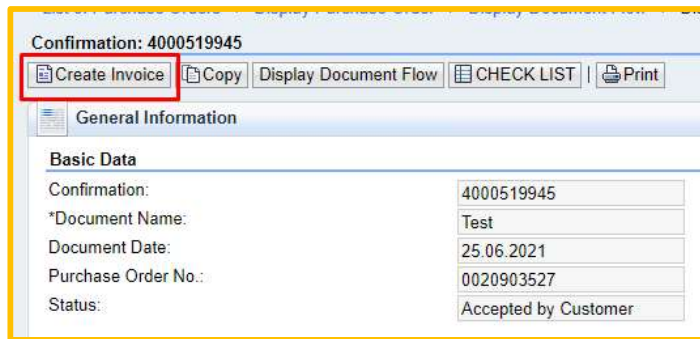 Confirmation: 4000519945
Create Invoice Copy Display Document Flow CHECK LIST | Print
General Information
Basic Data
Confirmation: 4000519945
*Document Name: Test
Document Date: 25.06.2021
Purchase Order No.: 0020903527
Status: Accepted by Customer